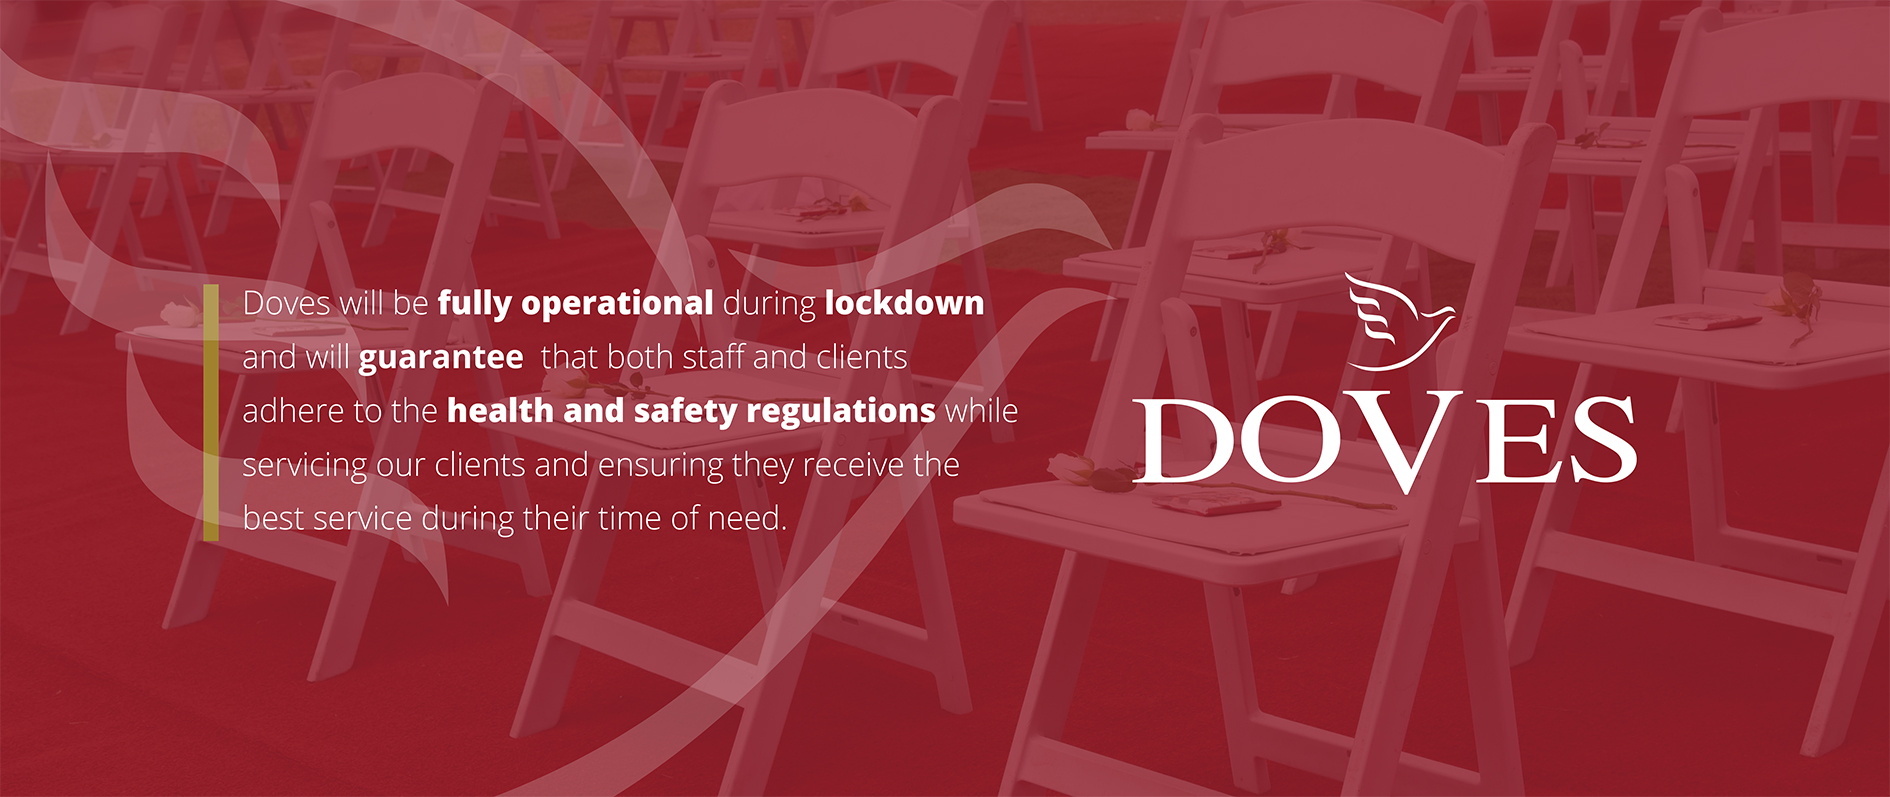 Doves will be fully operational during lockdown
and will guarantee  that both staff and clients
adhere to the health and safety regulations while
servicing our clients and ensuring they receive the
best service during their time of need.
DOVES